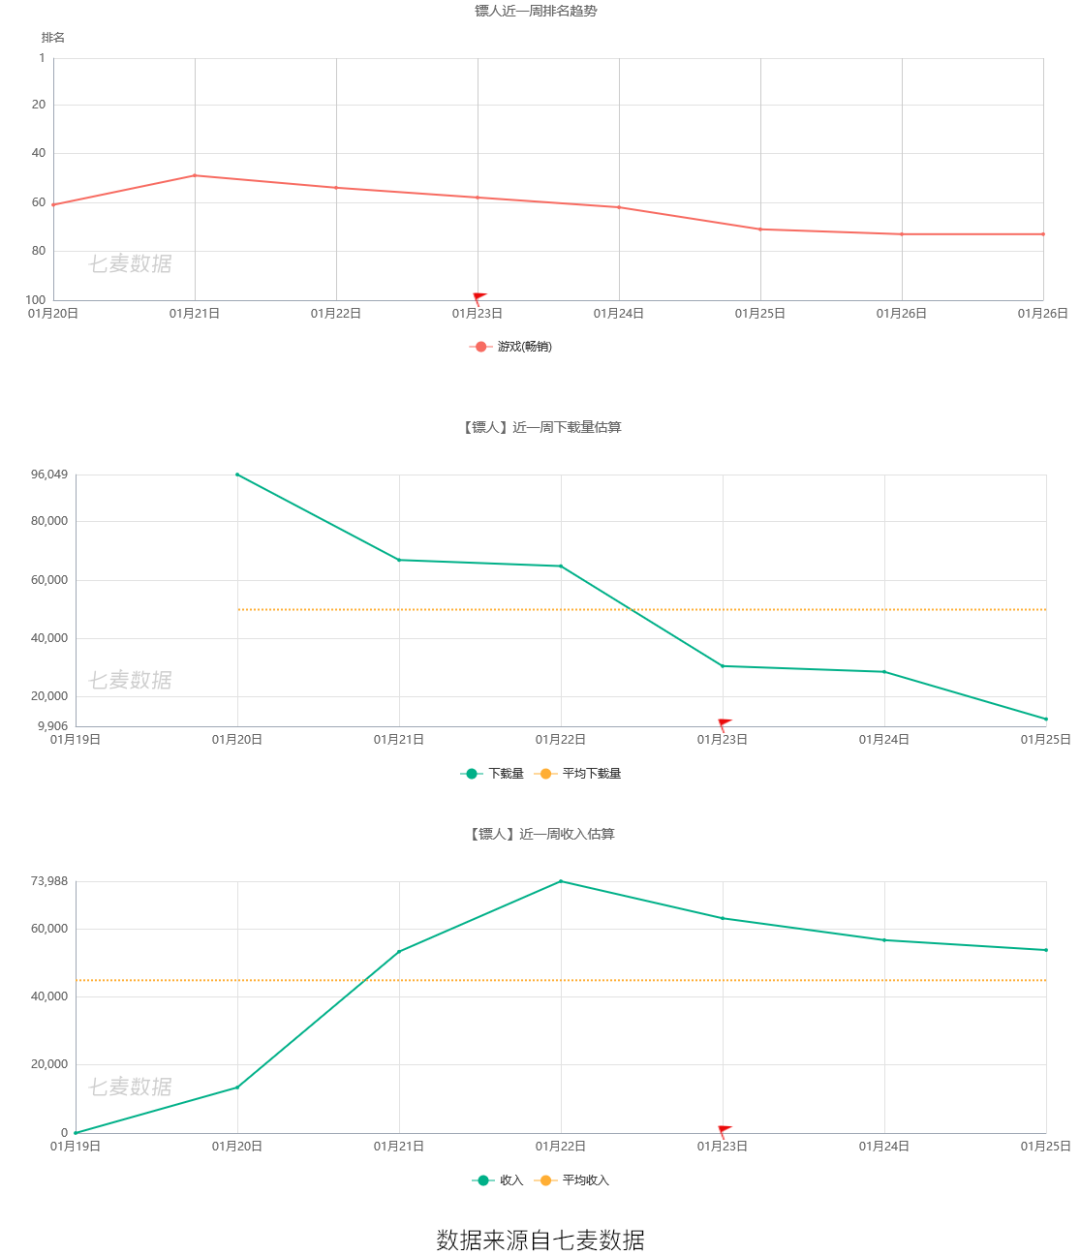 镖人近一周排名趋势
排名
1
20
40
60
80
100
七麦数据
01月20日 01月21日 01月22日 01月23日 01月24日 01月25日 01月26日 01月26日
游戏(畅销)
【镖人】近一周下载量估算
96,049
80,000
60,000
40,000
20,000
9,906
七麦数据
01月19日 01月20日 01月21日 01月22日 01月23日 01月24日 01月25日
下载量 平均下载量
【镖人】近一周收入估算
73,988
60,000
40,000
20,000
0
七麦数据
01月19日 01月20日 01月21日 01月22日 01月23日 01月24日 01月25日
收入 平均收入
数据来源自七麦数据